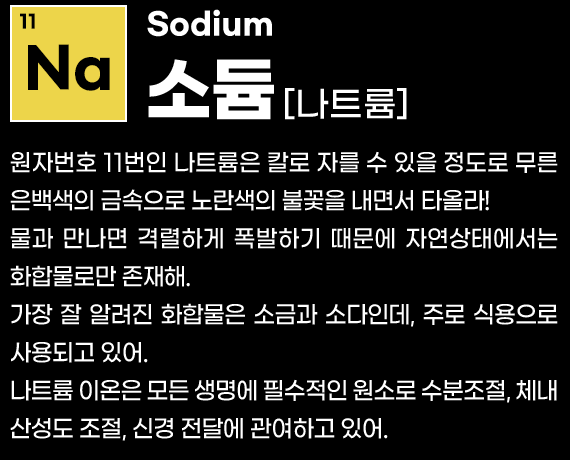 11
Na
Sodium
소듐 [나트륨]
원자번호 11번인 나트륨은 칼로 자를 수 있을 정도로 무른
은백색의 금속으로 노란색의 불꽃을 내면서 타올라!
물과 만나면 격렬하게 폭발하기 때문에 자연상태에서는
화합물로만 존재해.
가장 잘 알려진 화합물은 소금과 소다인데, 주로 식용으로
사용되고 있어.
나트륨 이온은 모든 생명에 필수적인 원소로 수분조절, 체내
산성도 조절, 신경 전달에 관여하고 있어.